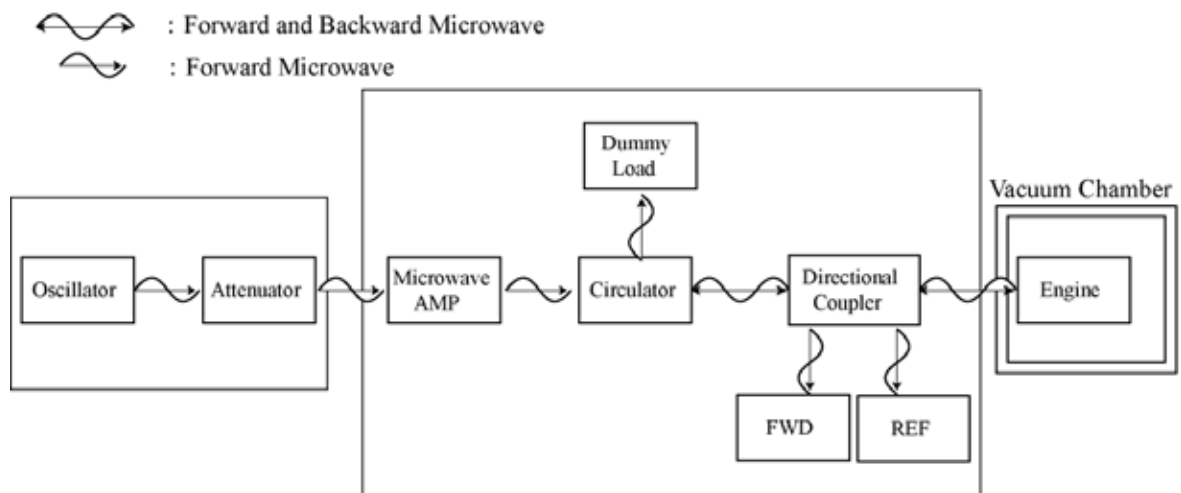 : Forward and Backward Microwave
: Forward Microwave
Dummy
Load
Vacuum Chamber
Oscillator
Attenuator
Microwave
AMP
Circulator
Directional
Coupler
Engine
FWD
REF